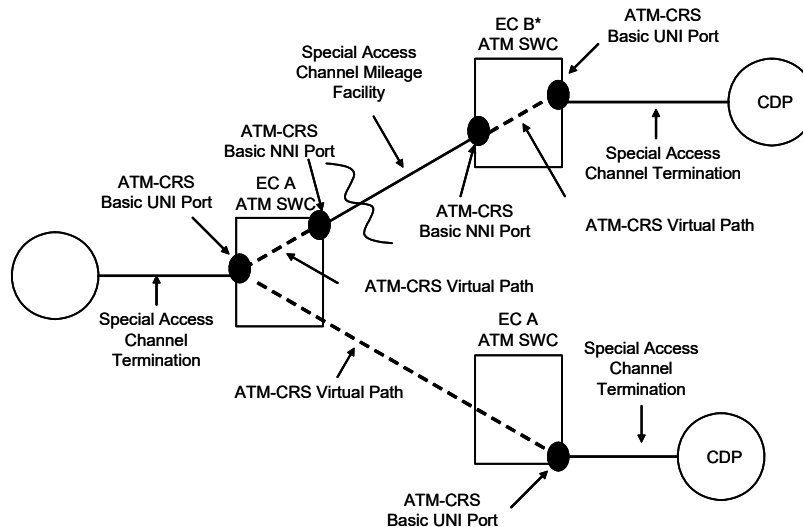 EC B*
ATM SWC
ATM-CRS
Basic UNI Port
Special Access
Channel Mileage
Facility
CDP
ATM-CRS
Basic NNI Port
Special Access
Channel Termination
ATM-CRS
Basic UNI Port
EC A
ATM SWC
ATM-CRS
Basic NNI Port
ATM-CRS Virtual Path
ATM-CRS Virtual Path
Special Access
Channel
Termination
EC A
ATM SWC
Special Access
Channel
Termination
ATM-CRS Virtual Path
CDP
ATM-CRS
Basic UNI Port